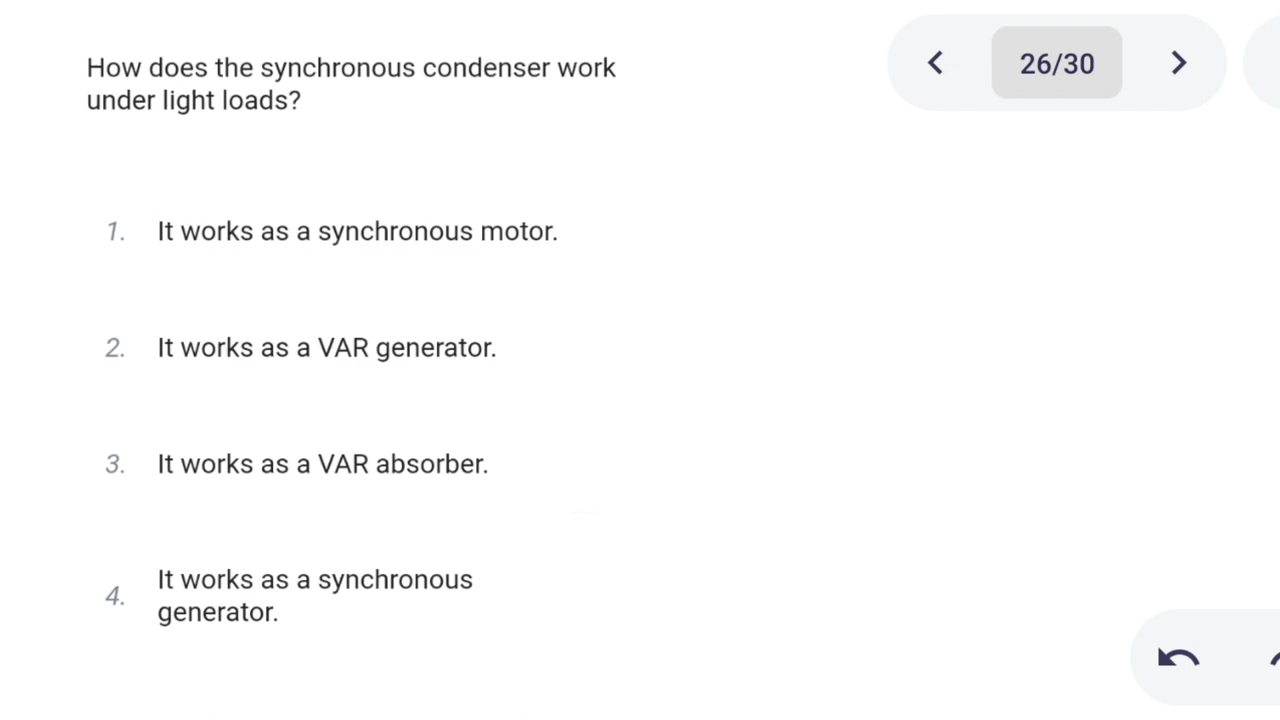 How does the synchronous condenser work
under light loads?
26/30
1. It works as a synchronous motor.
2. It works as a VAR generator.
3. It works as a VAR absorber.
4. It works as a synchronous
generator.